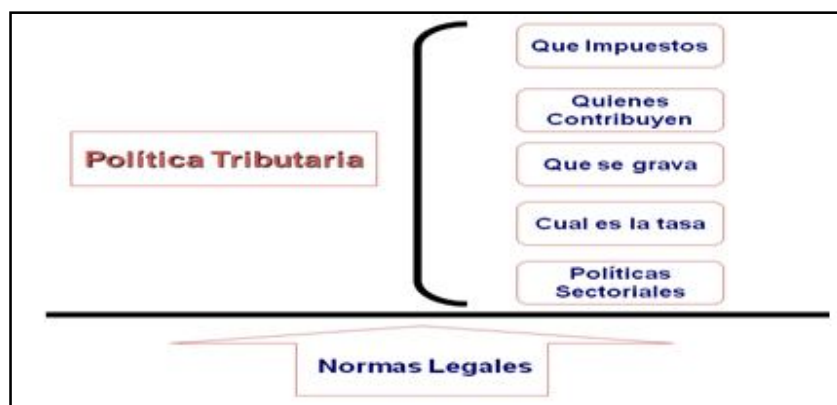 Política Tributaria
Que Impuestos
Quienes
Contribuyen
Que se grava
Cual es la tasa
Políticas
Sectoriales
Normas Legales